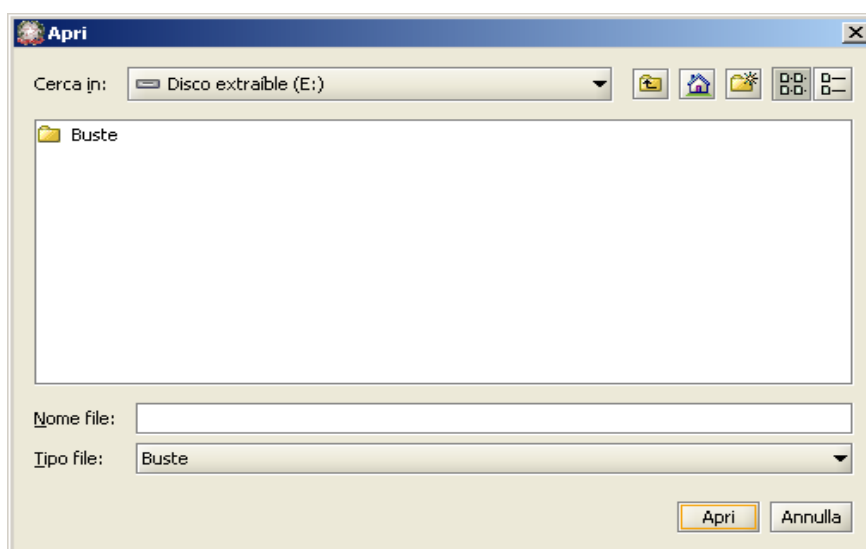 Apri
Cerca in: Disco extraíble (E:)
Buste
Nome file:
Tipo file: Buste
Apri Annulla